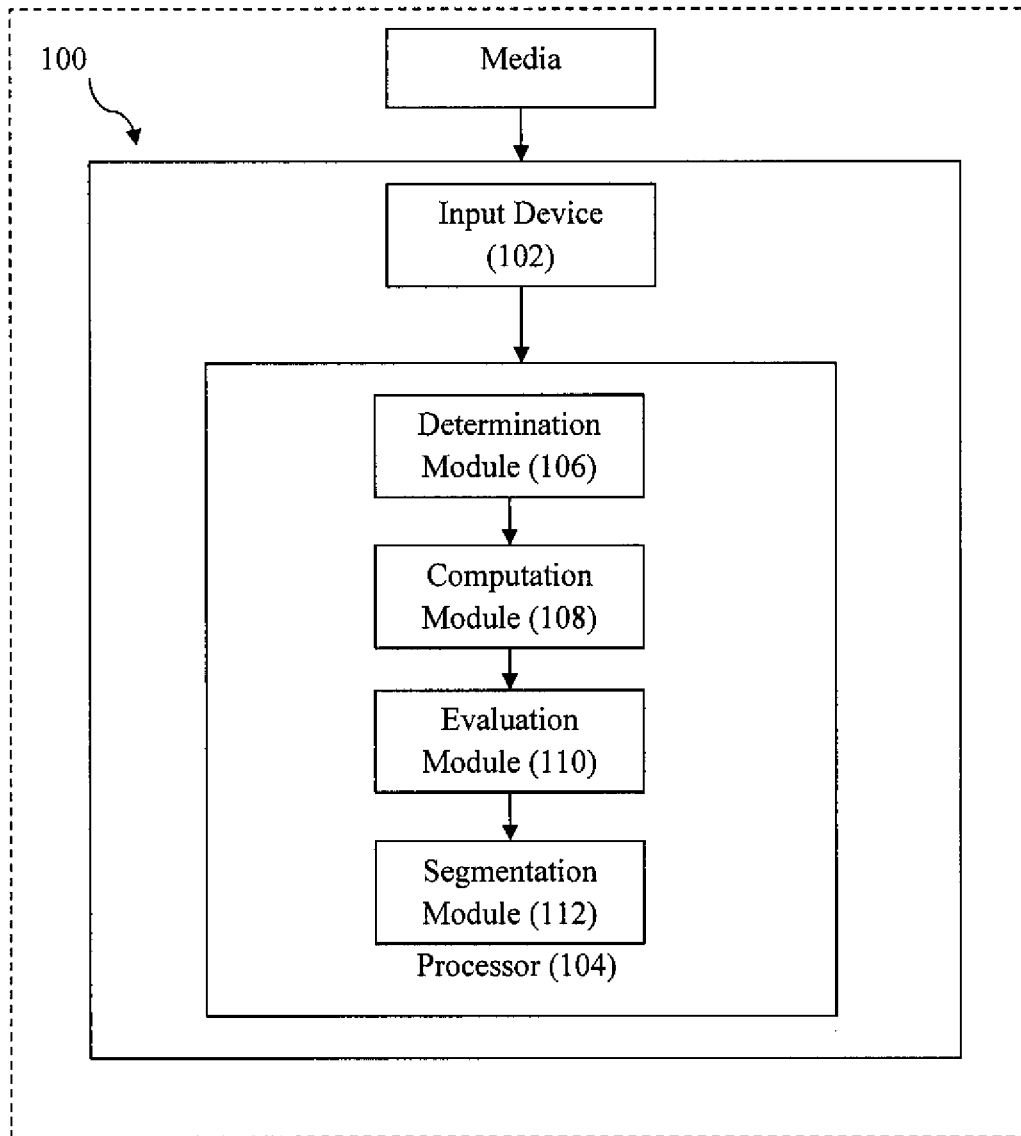 Media
100
Input Device
(102)
Determination
Module (106)
Computation
Module (108)
Evaluation
Module (110)
Segmentation
Module (112)
Processor (104)